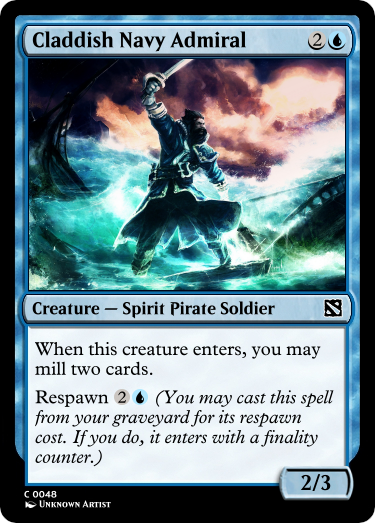 Claddish Navy Admiral 2
Creature — Spirit Pirate Soldier
When this creature enters, you may
mill two cards.
Respawn 2 (You may cast this spell
from your graveyard for its respawn
cost. If you do, it enters with a finality
counter.)
2/3
C 0048
Unknown Artist